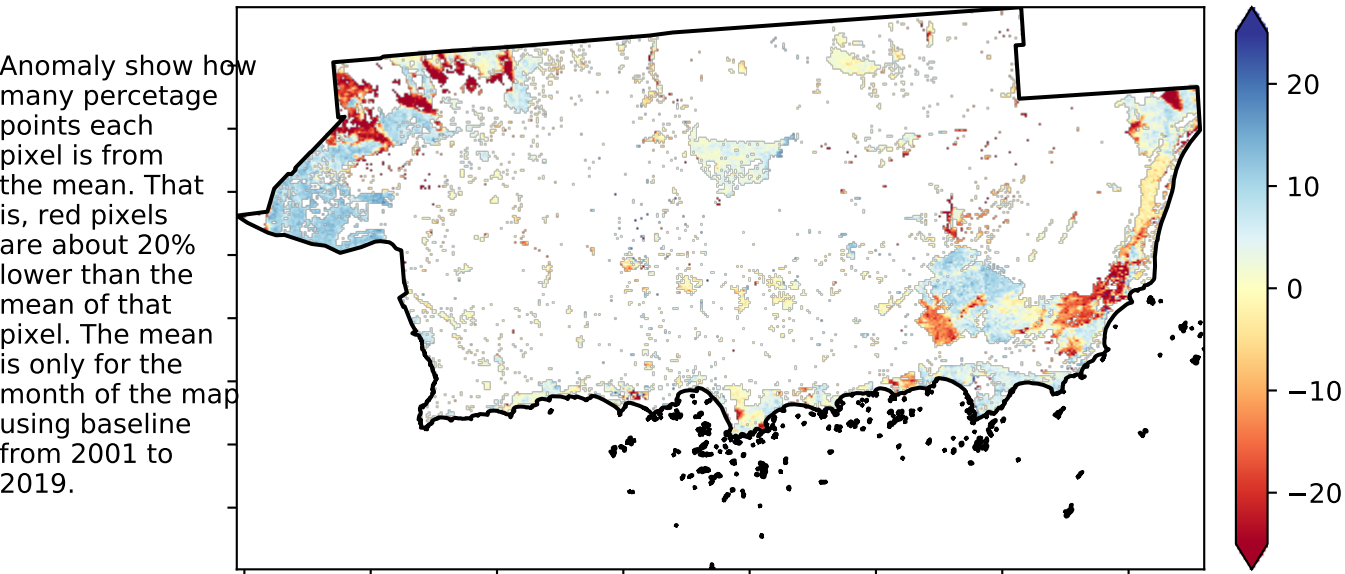 Anomaly show how
many percetage
points each
pixel is from
the mean. That
is, red pixels
are about 20%
lower than the
mean of that
pixel. The mean
is only for the
month of the map
using baseline
from 2001 to
2019.
20
10
0
−10
−20